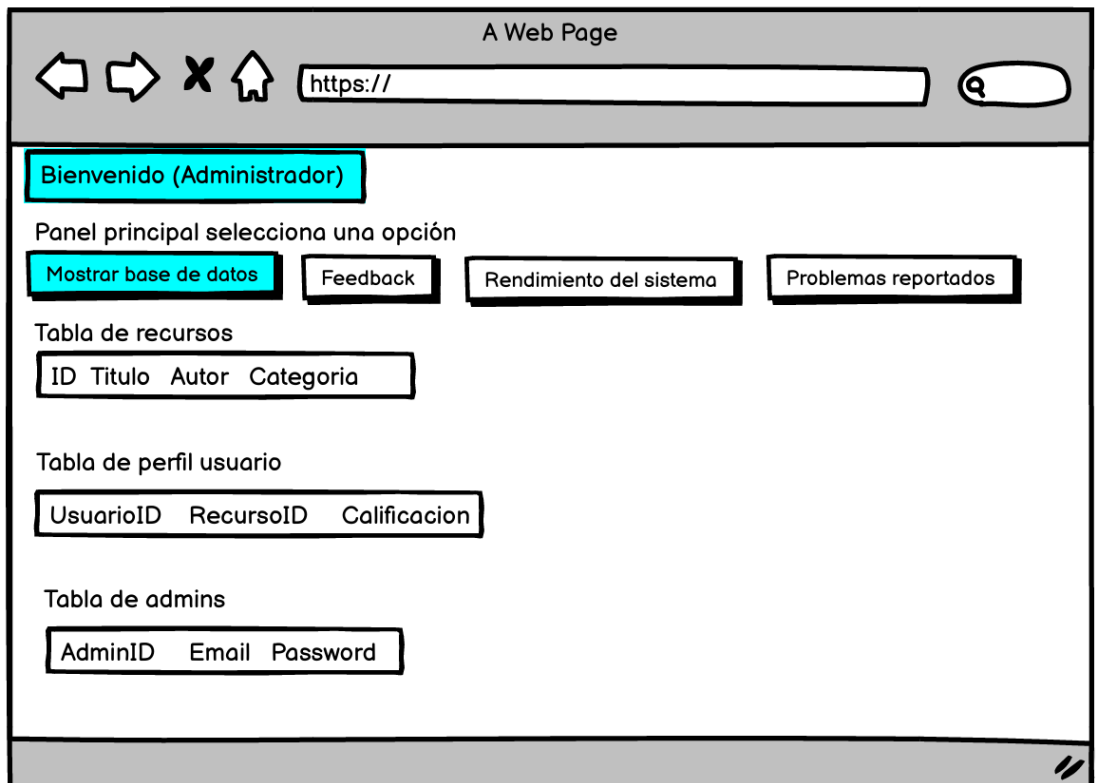 A Web Page
https://
Bienvenido (Administrador)
Panel principal selecciona una opción
Mostrar base de datos Feedback Rendimiento del sistema Problemas reportados
Tabla de recursos
ID Titulo Autor Categoria
Tabla de perfil usuario
UsuarioID RecursoID Calificacion
Tabla de admins
AdminID Email Password